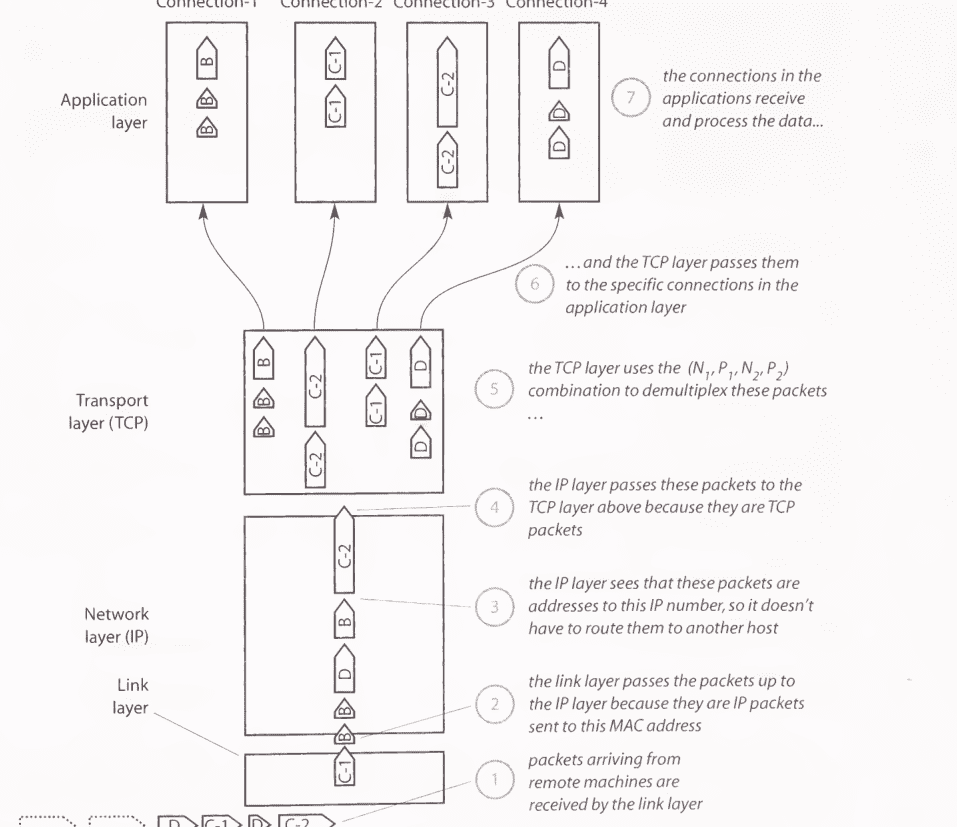 Connection-1 Connection-2 Connection-3 Connection-4
B
B
B
C-1
C-1
C-2
C-2
D
D
D
Application
layer
7
the connections in the
applications receive
and process the data...
6
...and the TCP layer passes them
to the specific connections in the
application layer
B
B
B
C-2
C-2
C-1
C-1
D
D
D
Transport
layer (TCP)
5
the TCP layer uses the (N1, P1, N2, P2)
combination to demultiplex these packets
...
4
the IP layer passes these packets to the
TCP layer above because they are TCP
packets
C-2
B
D
B
B
Network
layer (IP)
3
the IP layer sees that these packets are
addresses to this IP number, so it doesn't
have to route them to another host
Link
layer
2
the link layer passes the packets up to
the IP layer because they are IP packets
sent to this MAC address
C-1
1
packets arriving from
remote machines are
received by the link layer
D C-1 D C-2